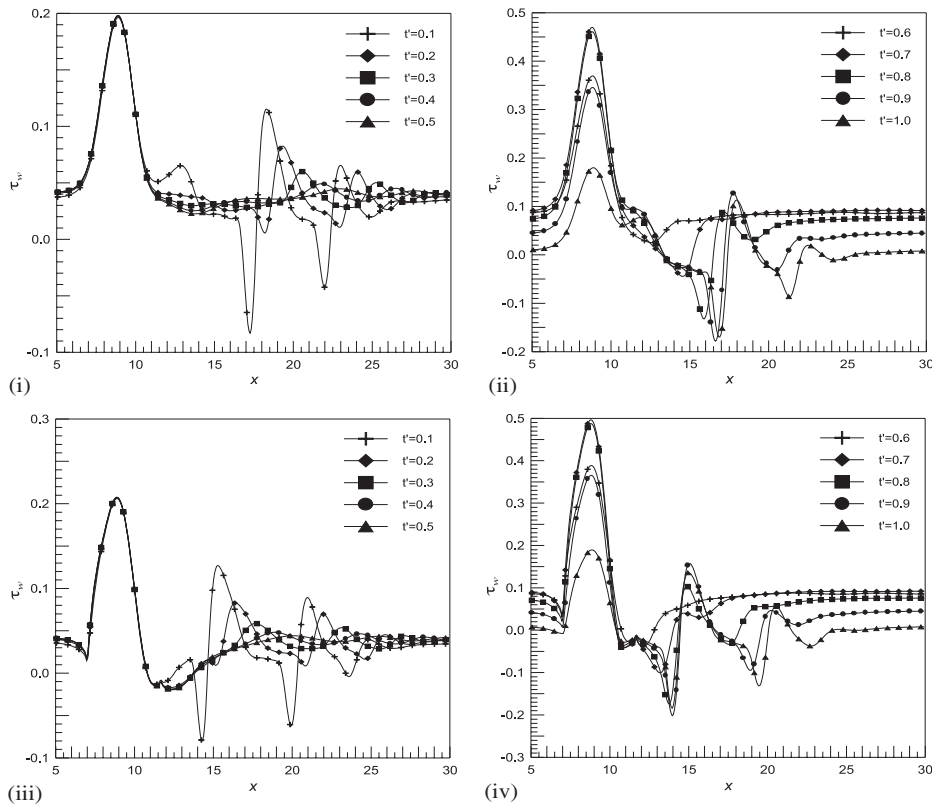 0.2
0.1
0.0
-0.1
τw
t'=0.1
t'=0.2
t'=0.3
t'=0.4
t'=0.5
5 10 15 20 25 30
x
(i)
0.5
0.4
0.3
0.2
0.1
0.0
-0.1
-0.2
τw
t'=0.6
t'=0.7
t'=0.8
t'=0.9
t'=1.0
5 10 15 20 25 30
x
(ii)
0.3
0.2
0.1
0.0
-0.1
τw
t'=0.1
t'=0.2
t'=0.3
t'=0.4
t'=0.5
5 10 15 20 25 30
x
(iii)
0.5
0.4
0.3
0.2
0.1
0.0
-0.1
-0.2
-0.3
τw
t'=0.6
t'=0.7
t'=0.8
t'=0.9
t'=1.0
5 10 15 20 25 30
x
(iv)